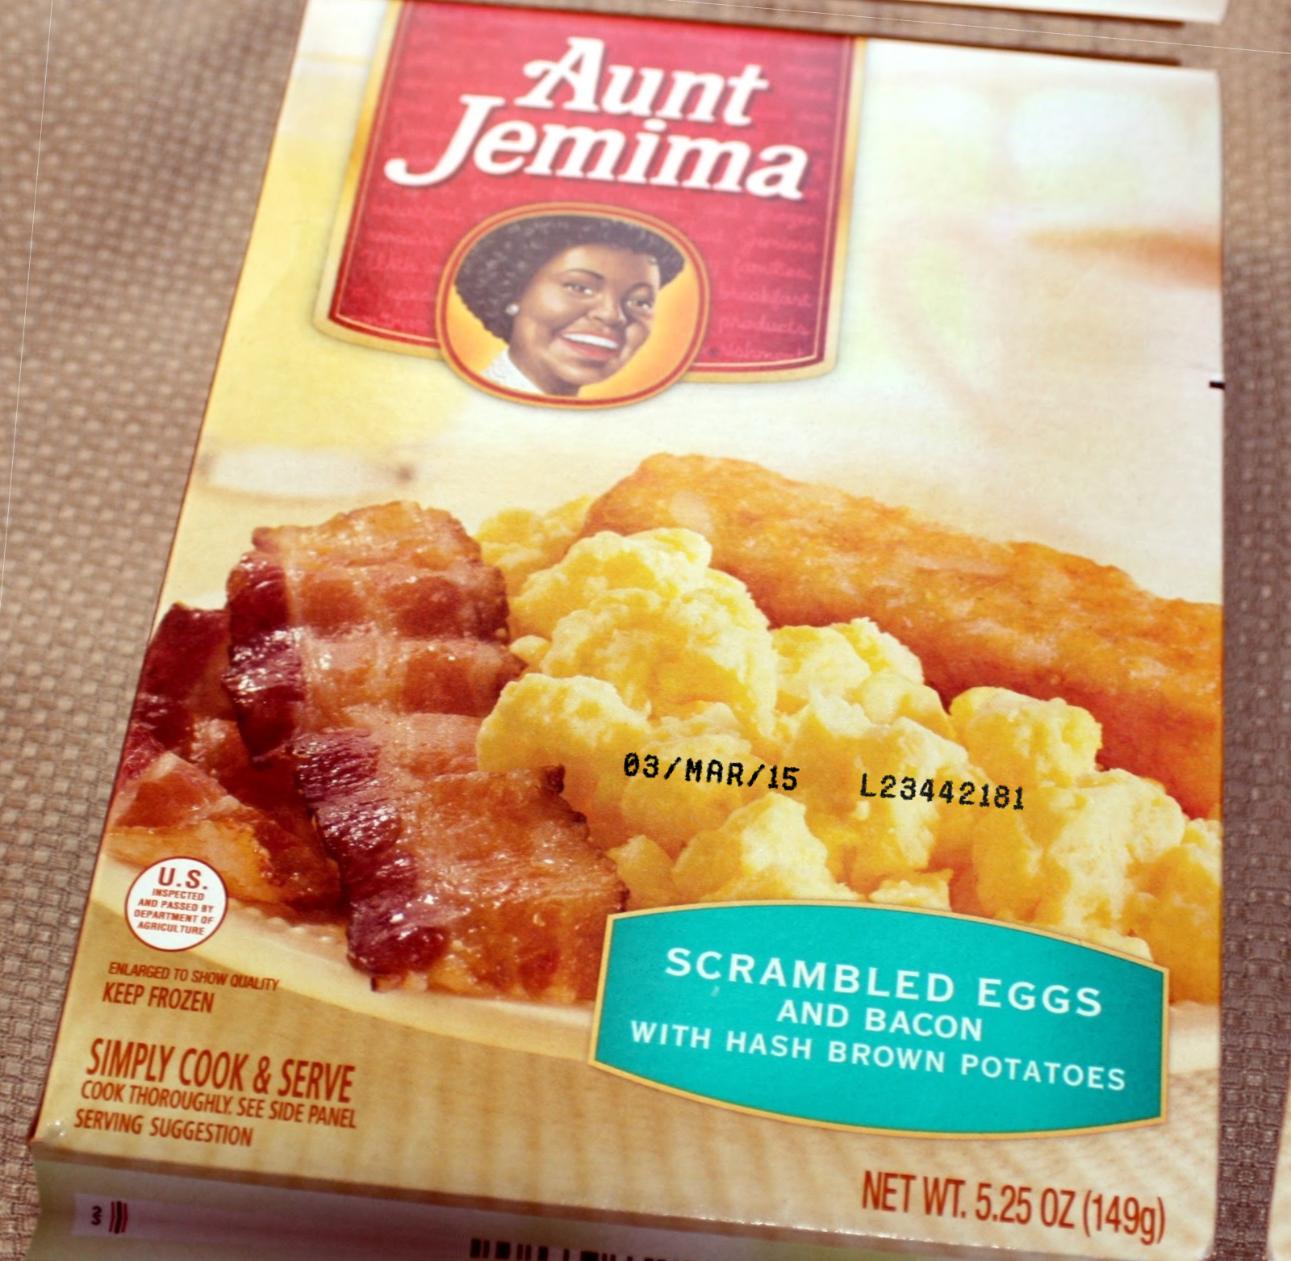 Aunt
Jemima
breakfast
products
03/MAR/15 L23442181
U.S.
INSPECTED
AND PASSED BY
DEPARTMENT OF
AGRICULTURE
ENLARGED TO SHOW QUALITY
KEEP FROZEN
SCRAMBLED EGGS
AND BACON
WITH HASH BROWN POTATOES
SIMPLY COOK & SERVE
COOK THOROUGHLY. SEE SIDE PANEL
SERVING SUGGESTION
NET WT. 5.25 OZ (149g)